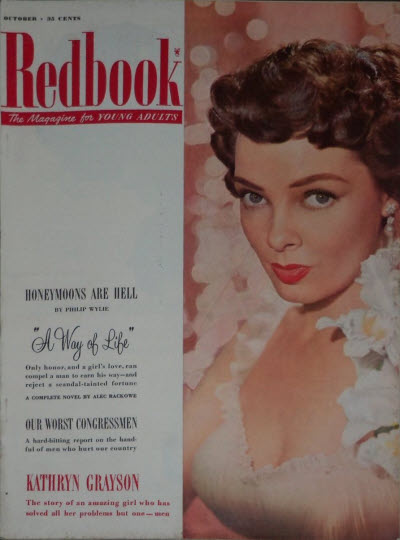 OCTOBER • 35 CENTS
Redbook
The Magazine for YOUNG ADULTS
HONEYMOONS ARE HELL
BY PHILIP WYLIE
"A Way of Life"
Only honor, and a girl's love, can
compel a man to earn his way—and
reject a scandal-tainted fortune
A COMPLETE NOVEL BY ALEC RACKOWE
OUR WORST CONGRESSMEN
A hard-hitting report on the hand-
ful of men who hurt our country
KATHRYN GRAYSON
The story of an amazing girl who has
solved all her problems but one—men